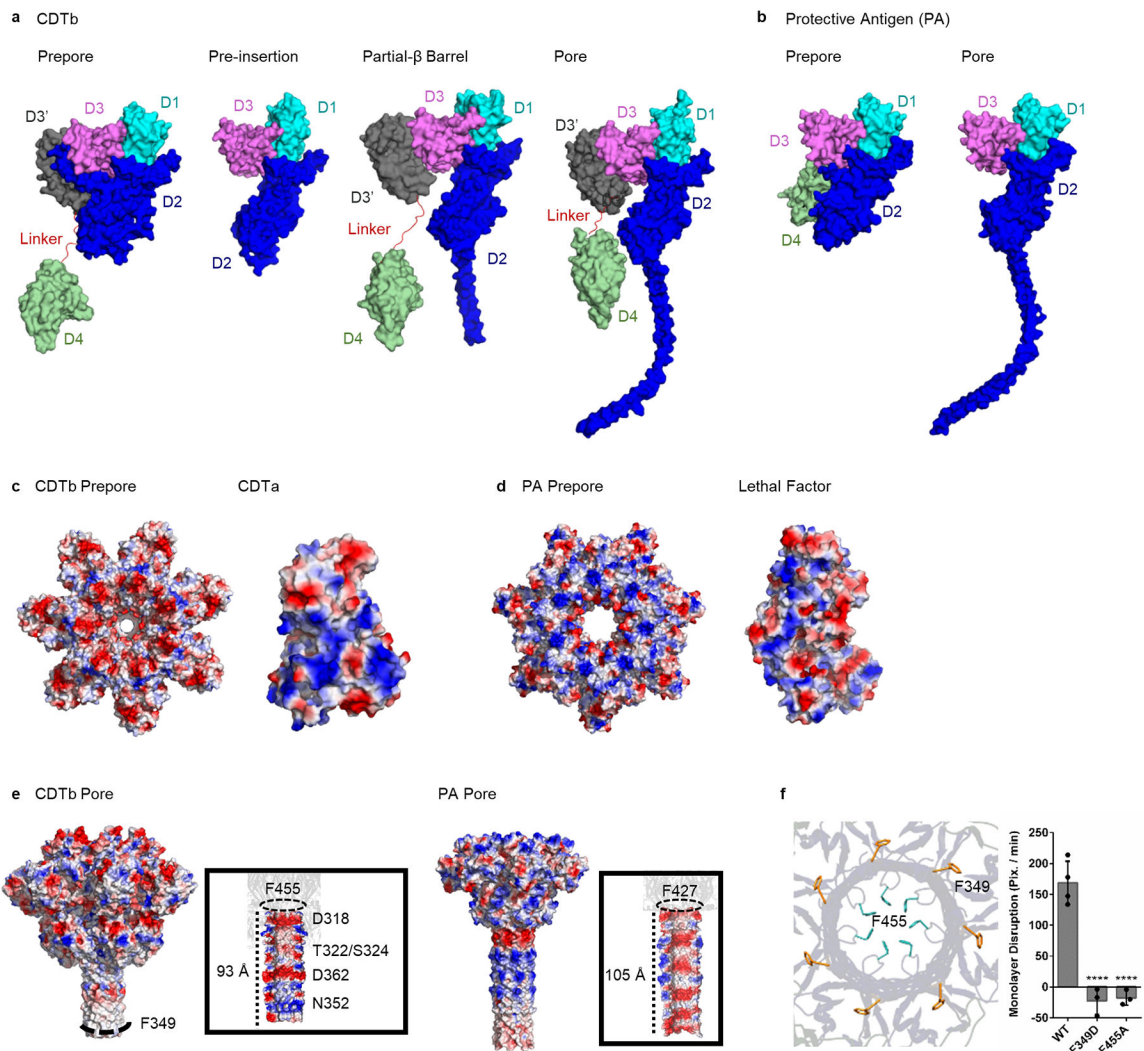 a CDTb
b Protective Antigen (PA)
Prepore
Pre-insertion
Partial-β Barrel
Pore
Prepore
Pore
D3'
D3
D1
D2
Linker
D4
D3
D1
D2
D3
D1
D3'
Linker
D2
D4
D3'
D3
D1
D2
Linker
D4
D1
D3
D4
D2
D3
D1
D2
c CDTb Prepore
CDTa
d PA Prepore
Lethal Factor
e CDTb Pore
F349
F455
D318
T322/S324
93 Å
D362
N352
PA Pore
F427
105 Å
f
F349
F455
Monolayer Disruption (Pix. / min)
250
200
150
100
50
0
-50
**** ****
WT
F349D
F455A